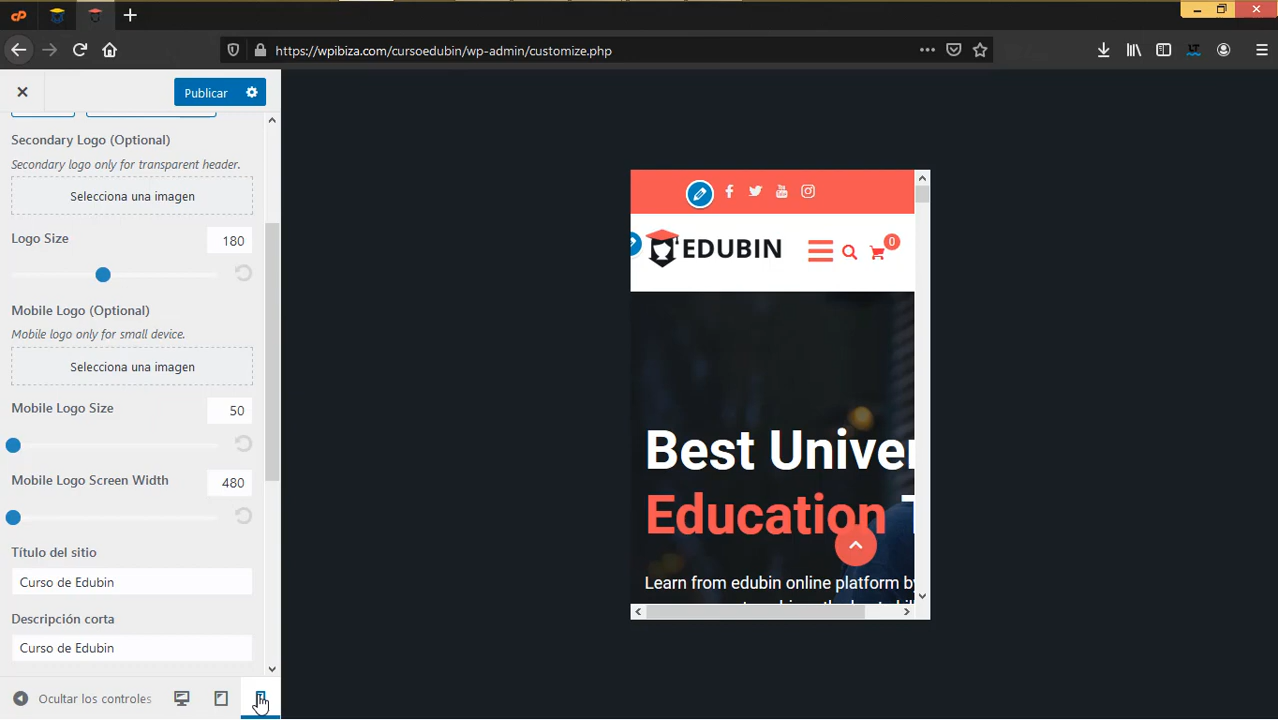 https://wpibiza.com/cursoedubin/wp-admin/customize.php
Publicar
Secondary Logo (Optional)
Secondary logo only for transparent header.
Selecciona una imagen
Logo Size
180
Mobile Logo (Optional)
Mobile logo only for small device.
Selecciona una imagen
Mobile Logo Size
50
Mobile Logo Screen Width
480
Título del sitio
Curso de Edubin
Descripción corta
Curso de Edubin
Ocultar los controles
EDUBIN
0
Best Univer
Education T
Learn from edubin online platform by